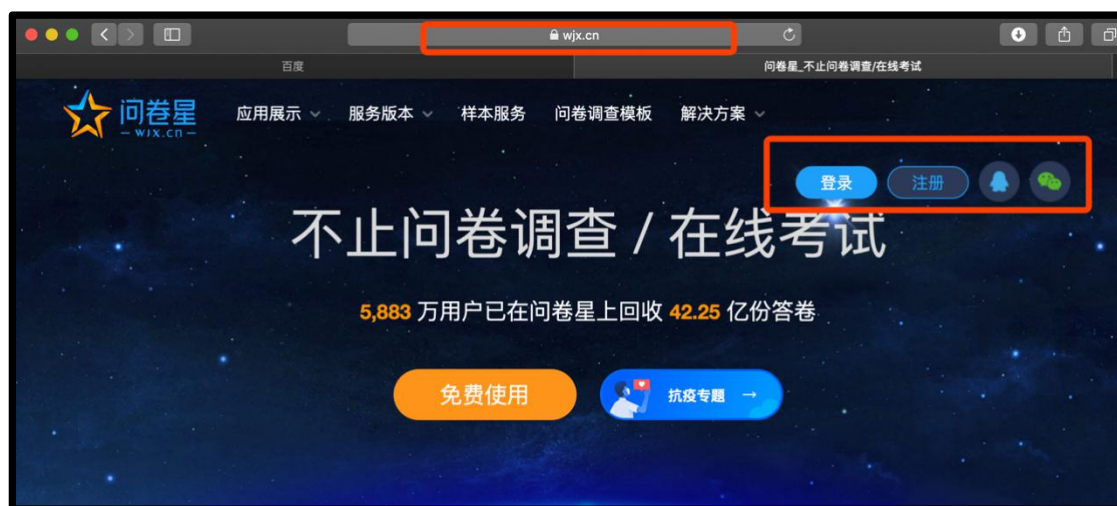 wjx.cn
百度
问卷星_不止问卷调查/在线考试
问卷星
— WJX.CN —
应用展示 服务版本 样本服务 问卷调查模板 解决方案
登录 注册
不止问卷调查 / 在线考试
5,883 万用户已在问卷星上回收 42.25 亿份答卷
免费使用
抗疫专题 →